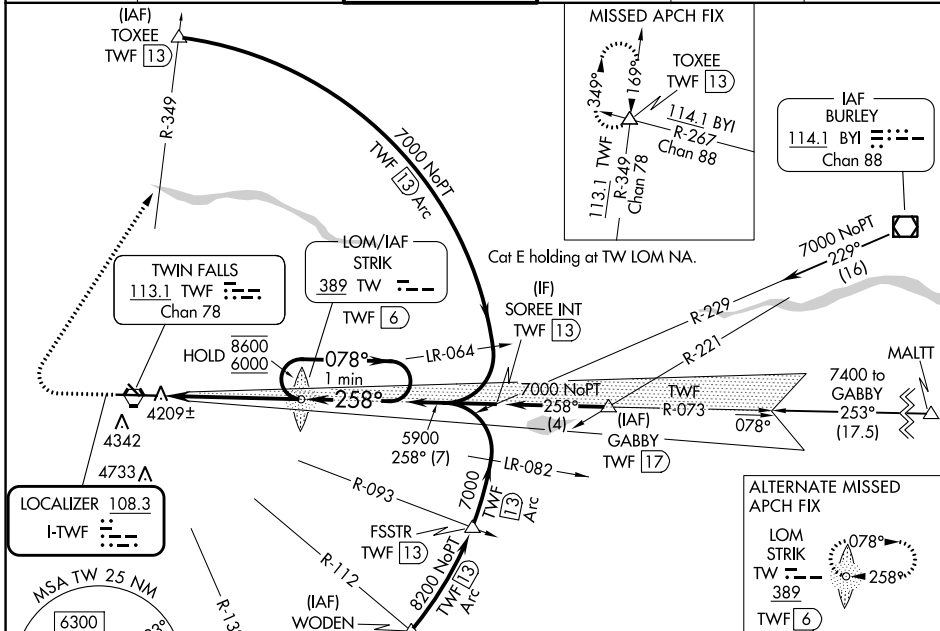 (IAF)
TOXEE
TWF 13
R-349
7000 NoPT
TWF 13 Arc
MISSED APCH FIX
349°
169°
TOXEE
TWF 13
114.1 BYI
R-267
Chan 88
113.1 TWF
R-349
Chan 78
IAF
BURLEY
114.1 BYI
Chan 88
7000 NoPT
229°
(16)
LOM/IAF
STRIK
389 TW
TWF 6
Cat E holding at TW LOM NA.
TWIN FALLS
113.1 TWF
Chan 78
(IF)
SOREE INT
TWF 13
R-229
R-221
HOLD 8600
6000
078°
1 min
258°
LR-064
MALTT
7000 NoPT
258°
(4)
TWF
R-073
078°
7400 to
GABBY
253°
(17.5)
4209±
4342
4733
5900
258° (7)
(IAF)
GABBY
TWF 17
LR-082
R-093
7000
TWF
13
Arc
LOCALIZER 108.3
I-TWF
FSSTR
TWF 13
R-112
8200 NoPT
TWF 13
Arc
(IAF)
WODEN
MSA TW 25 NM
6300
ALTERNATE MISSED
APCH FIX
LOM
STRIK
TW
389
TWF 6
078°
258°